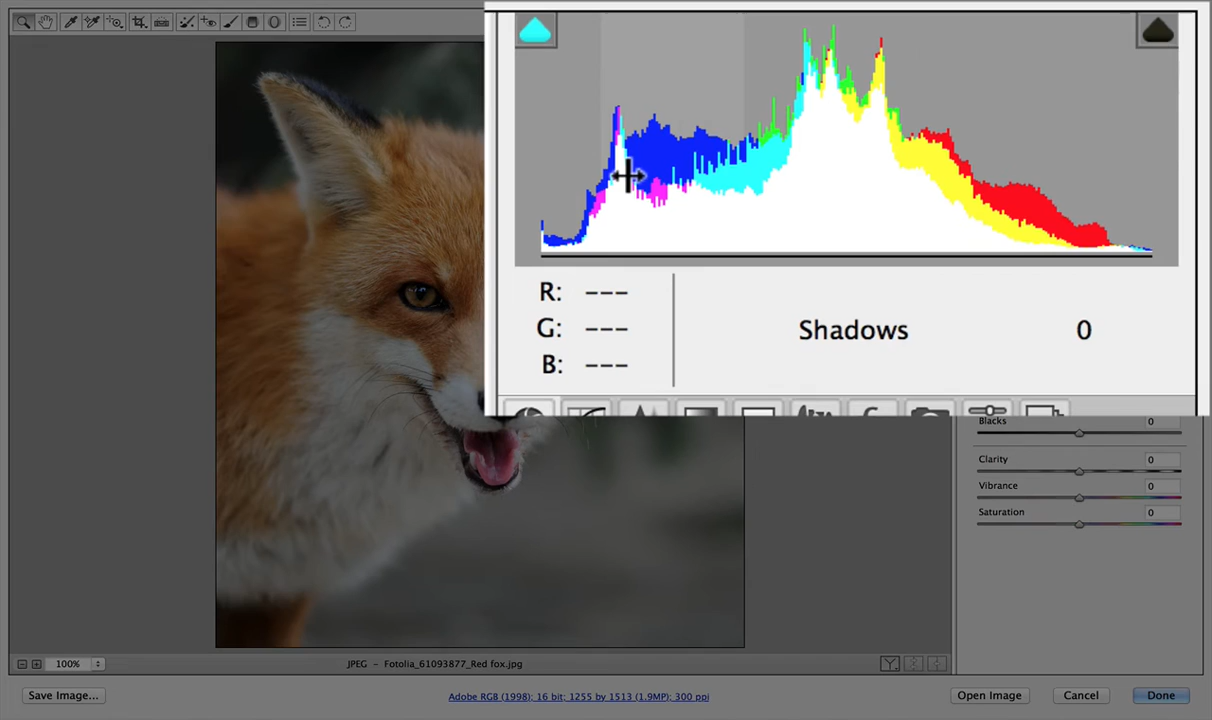 R: ---
G: ---
B: ---
Shadows 0
Blacks 0
Clarity 0
Vibrance 0
Saturation 0
100%
JPEG – Fotolia_61093877_Red fox.jpg
Y
Save Image...
Adobe RGB (1998); 16 bit; 1255 by 1513 (1.9MP); 300 ppi
Open Image
Cancel
Done